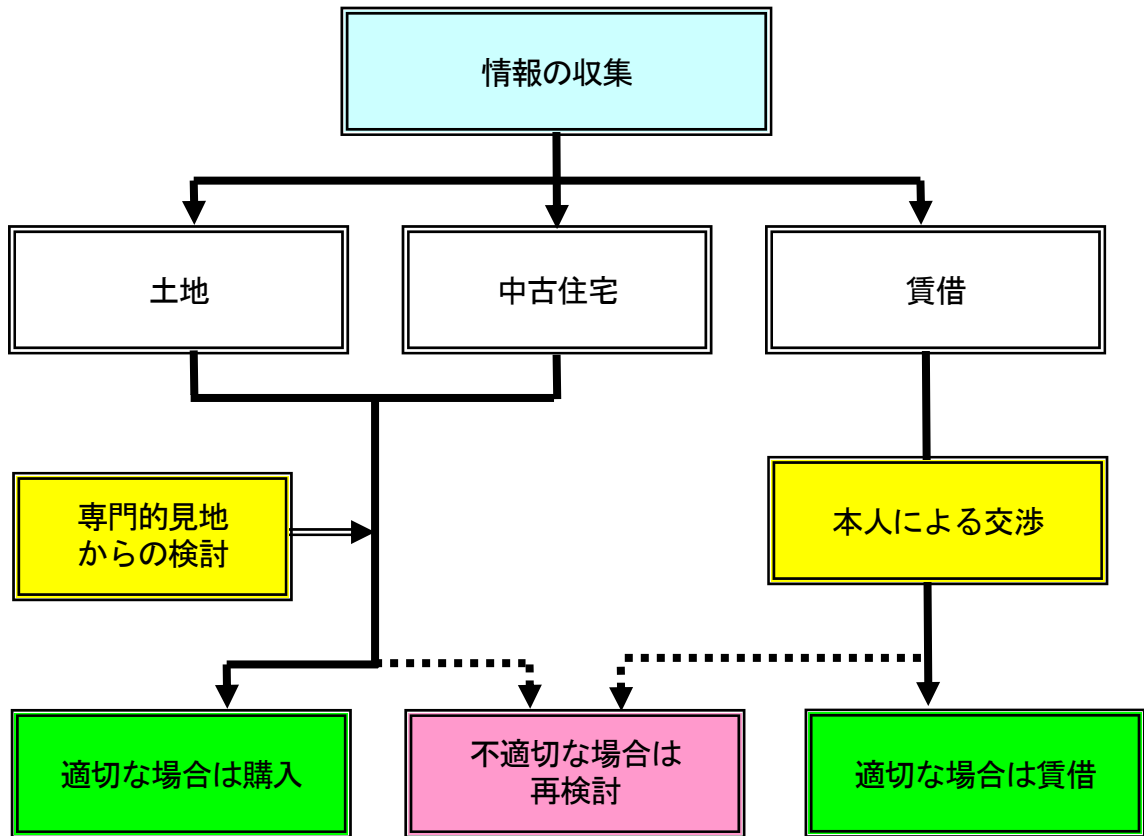 情報の収集
土地
中古住宅
賃借
専門的見地
からの検討
本人による交渉
適切な場合は購入
不適切な場合は
再検討
適切な場合は賃借